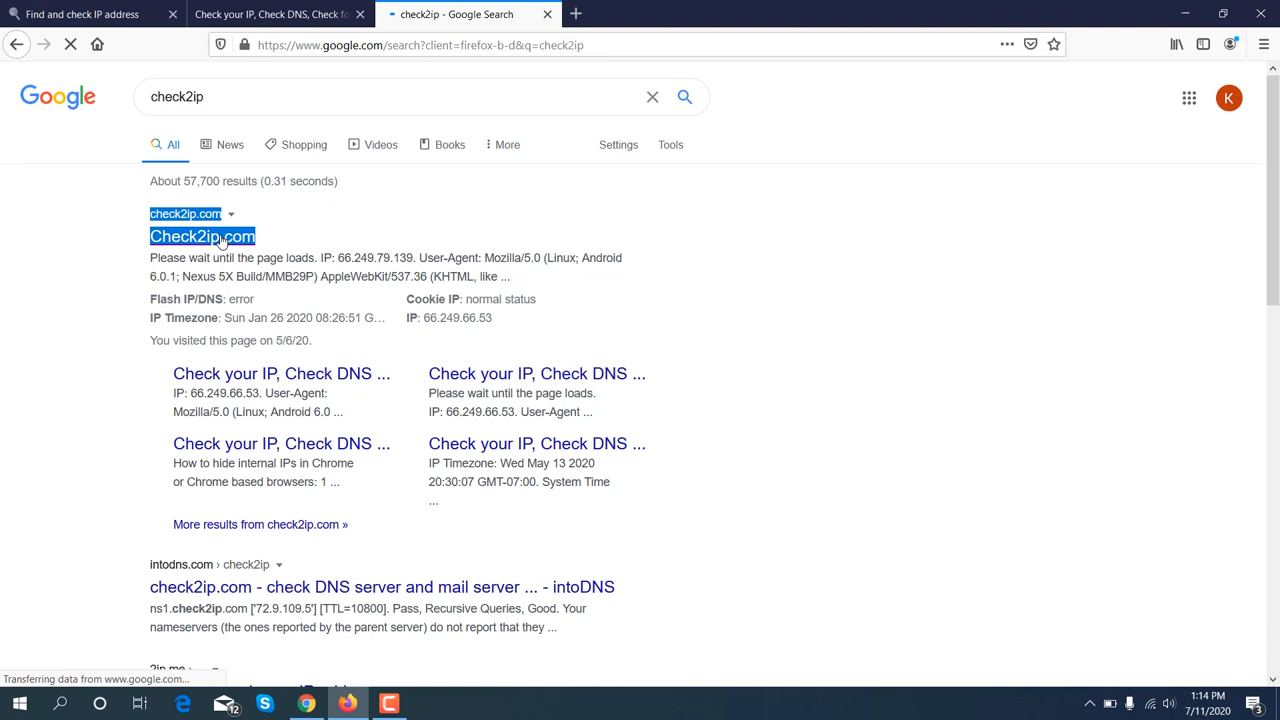 Find and check IP address
Check your IP, Check DNS, Check fo
check2ip - Google Search
https://www.google.com/search?client=firefox-b-d&q=check2ip
Google
check2ip
K
All
News
Shopping
Videos
Books
More
Settings
Tools
About 57,700 results (0.31 seconds)
check2ip.com
Check2ip.com
Please wait until the page loads. IP: 66.249.79.139. User-Agent: Mozilla/5.0 (Linux; Android
6.0.1; Nexus 5X Build/MMB29P) AppleWebKit/537.36 (KHTML, like ...
Flash IP/DNS: error
Cookie IP: normal status
IP Timezone: Sun Jan 26 2020 08:26:51 G…
IP: 66.249.66.53
You visited this page on 5/6/20.
Check your IP, Check DNS ...
Check your IP, Check DNS ...
IP: 66.249.66.53. User-Agent:
Please wait until the page loads.
Mozilla/5.0 (Linux; Android 6.0 ...
IP: 66.249.66.53. User-Agent ...
Check your IP, Check DNS ...
Check your IP, Check DNS ...
How to hide internal IPs in Chrome
IP Timezone: Wed May 13 2020
or Chrome based browsers: 1 ...
20:30:07 GMT-07:00. System Time
...
More results from check2ip.com »
intodns.com › check2ip
check2ip.com - check DNS server and mail server ... - intoDNS
ns1.check2ip.com ['72.9.109.5'] [TTL=10800]. Pass, Recursive Queries, Good. Your
nameservers (the ones reported by the parent server) do not report that they ...
2ip.me ›
Transferring data from www.google.com...
12
1:14 PM
7/11/2020
3